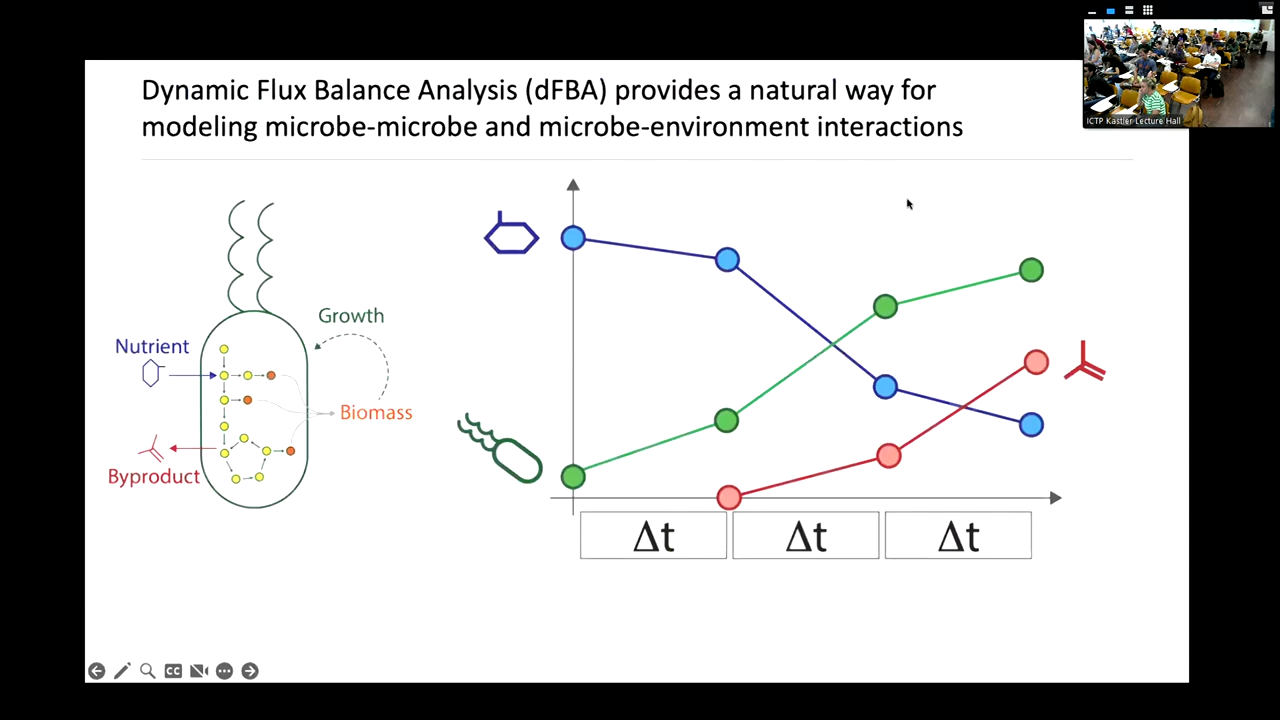 Dynamic Flux Balance Analysis (dFBA) provides a natural way for
modeling microbe-microbe and microbe-environment interactions
ICTP Kastler Lecture Hall
Growth
Nutrient
Biomass
Byproduct
Δt
Δt
Δt
CC